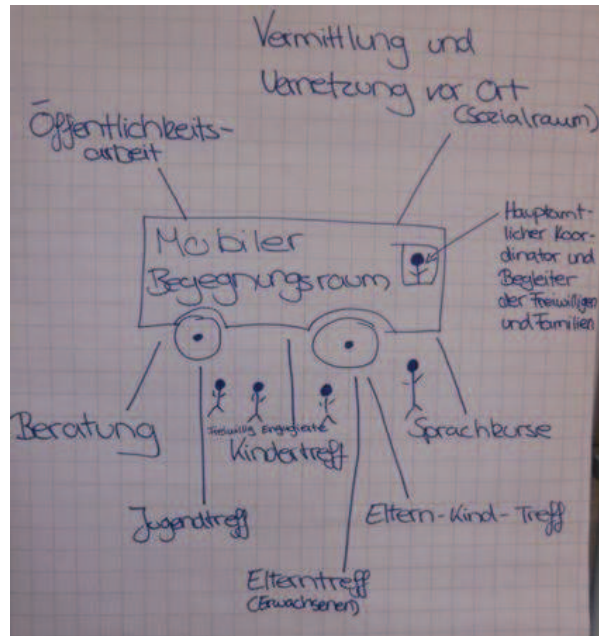 Vermittlung und
Vernetzung vor Ort
(Sozialraum)
Öffentlichkeits-
arbeit
Hauptamt-
licher Koor-
dinator und
Begleiter
der Freiwilligen
und Familien
Mobiler
Begegnungsraum
Beratung
Freiwillig Engagierte
Kindertreff
Sprachkurse
Jugendtreff
Eltern-Kind-Treff
Elterntreff
(Erwachsenen)